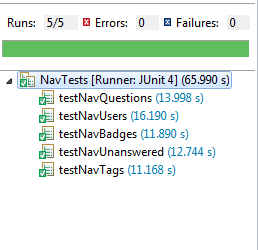 Runs: 5/5 Errors: 0 Failures: 0
NavTests [Runner: JUnit 4] (65.990 s)
testNavQuestions (13.998 s)
testNavUsers (16.190 s)
testNavBadges (11.890 s)
testNavUnanswered (12.744 s)
testNavTags (11.168 s)